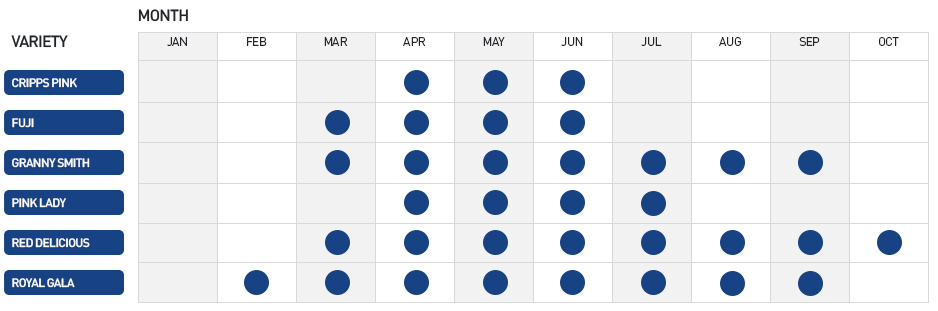 MONTH
VARIETY
JAN FEB MAR APR MAY JUN JUL AUG SEP OCT
CRIPPS PINK
FUJI
GRANNY SMITH
PINK LADY
RED DELICIOUS
ROYAL GALA